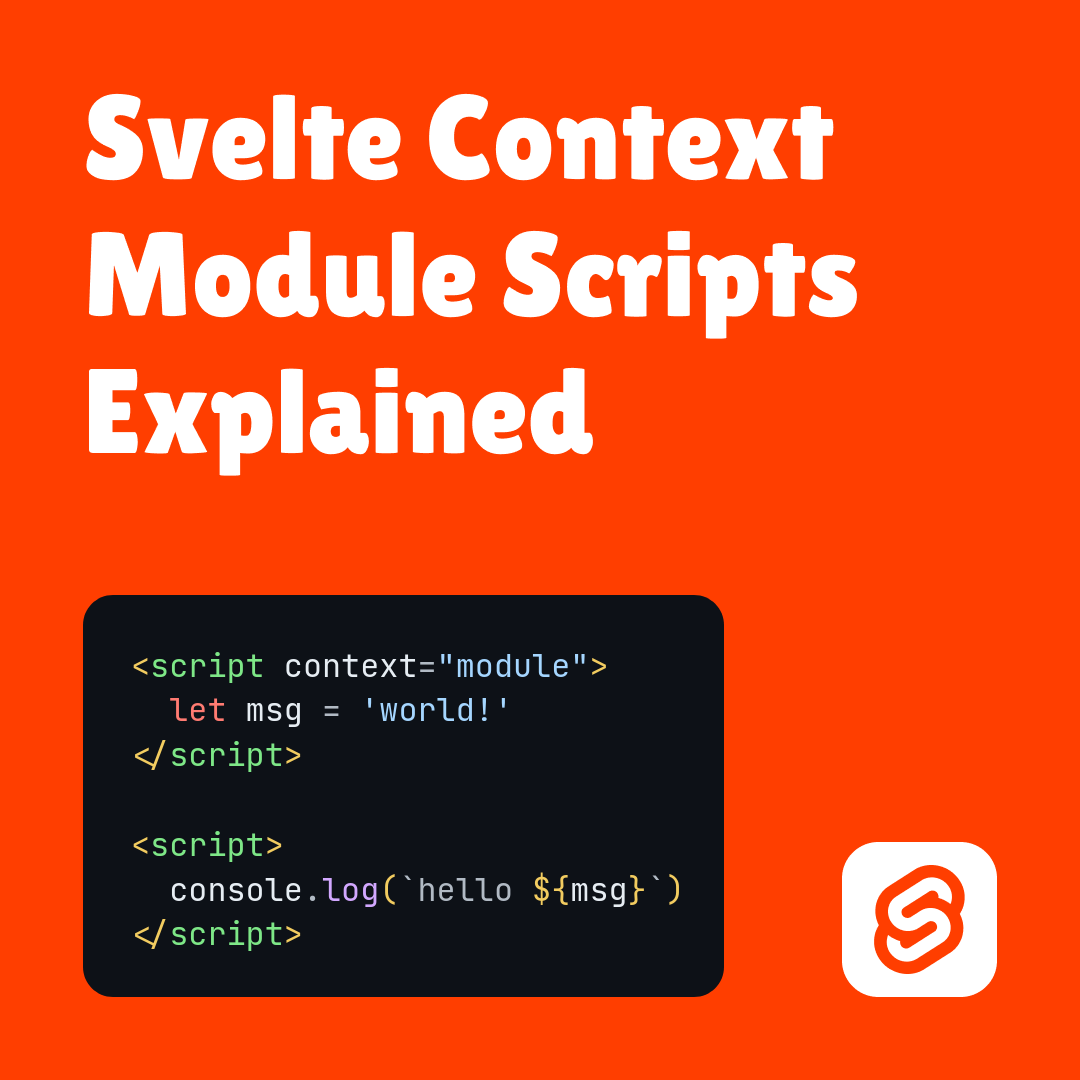 Svelte Context
Module Scripts
Explained
<script context="module">
  let msg = 'world!'
</script>
<script>
  console.log(`hello ${msg}`)
</script>